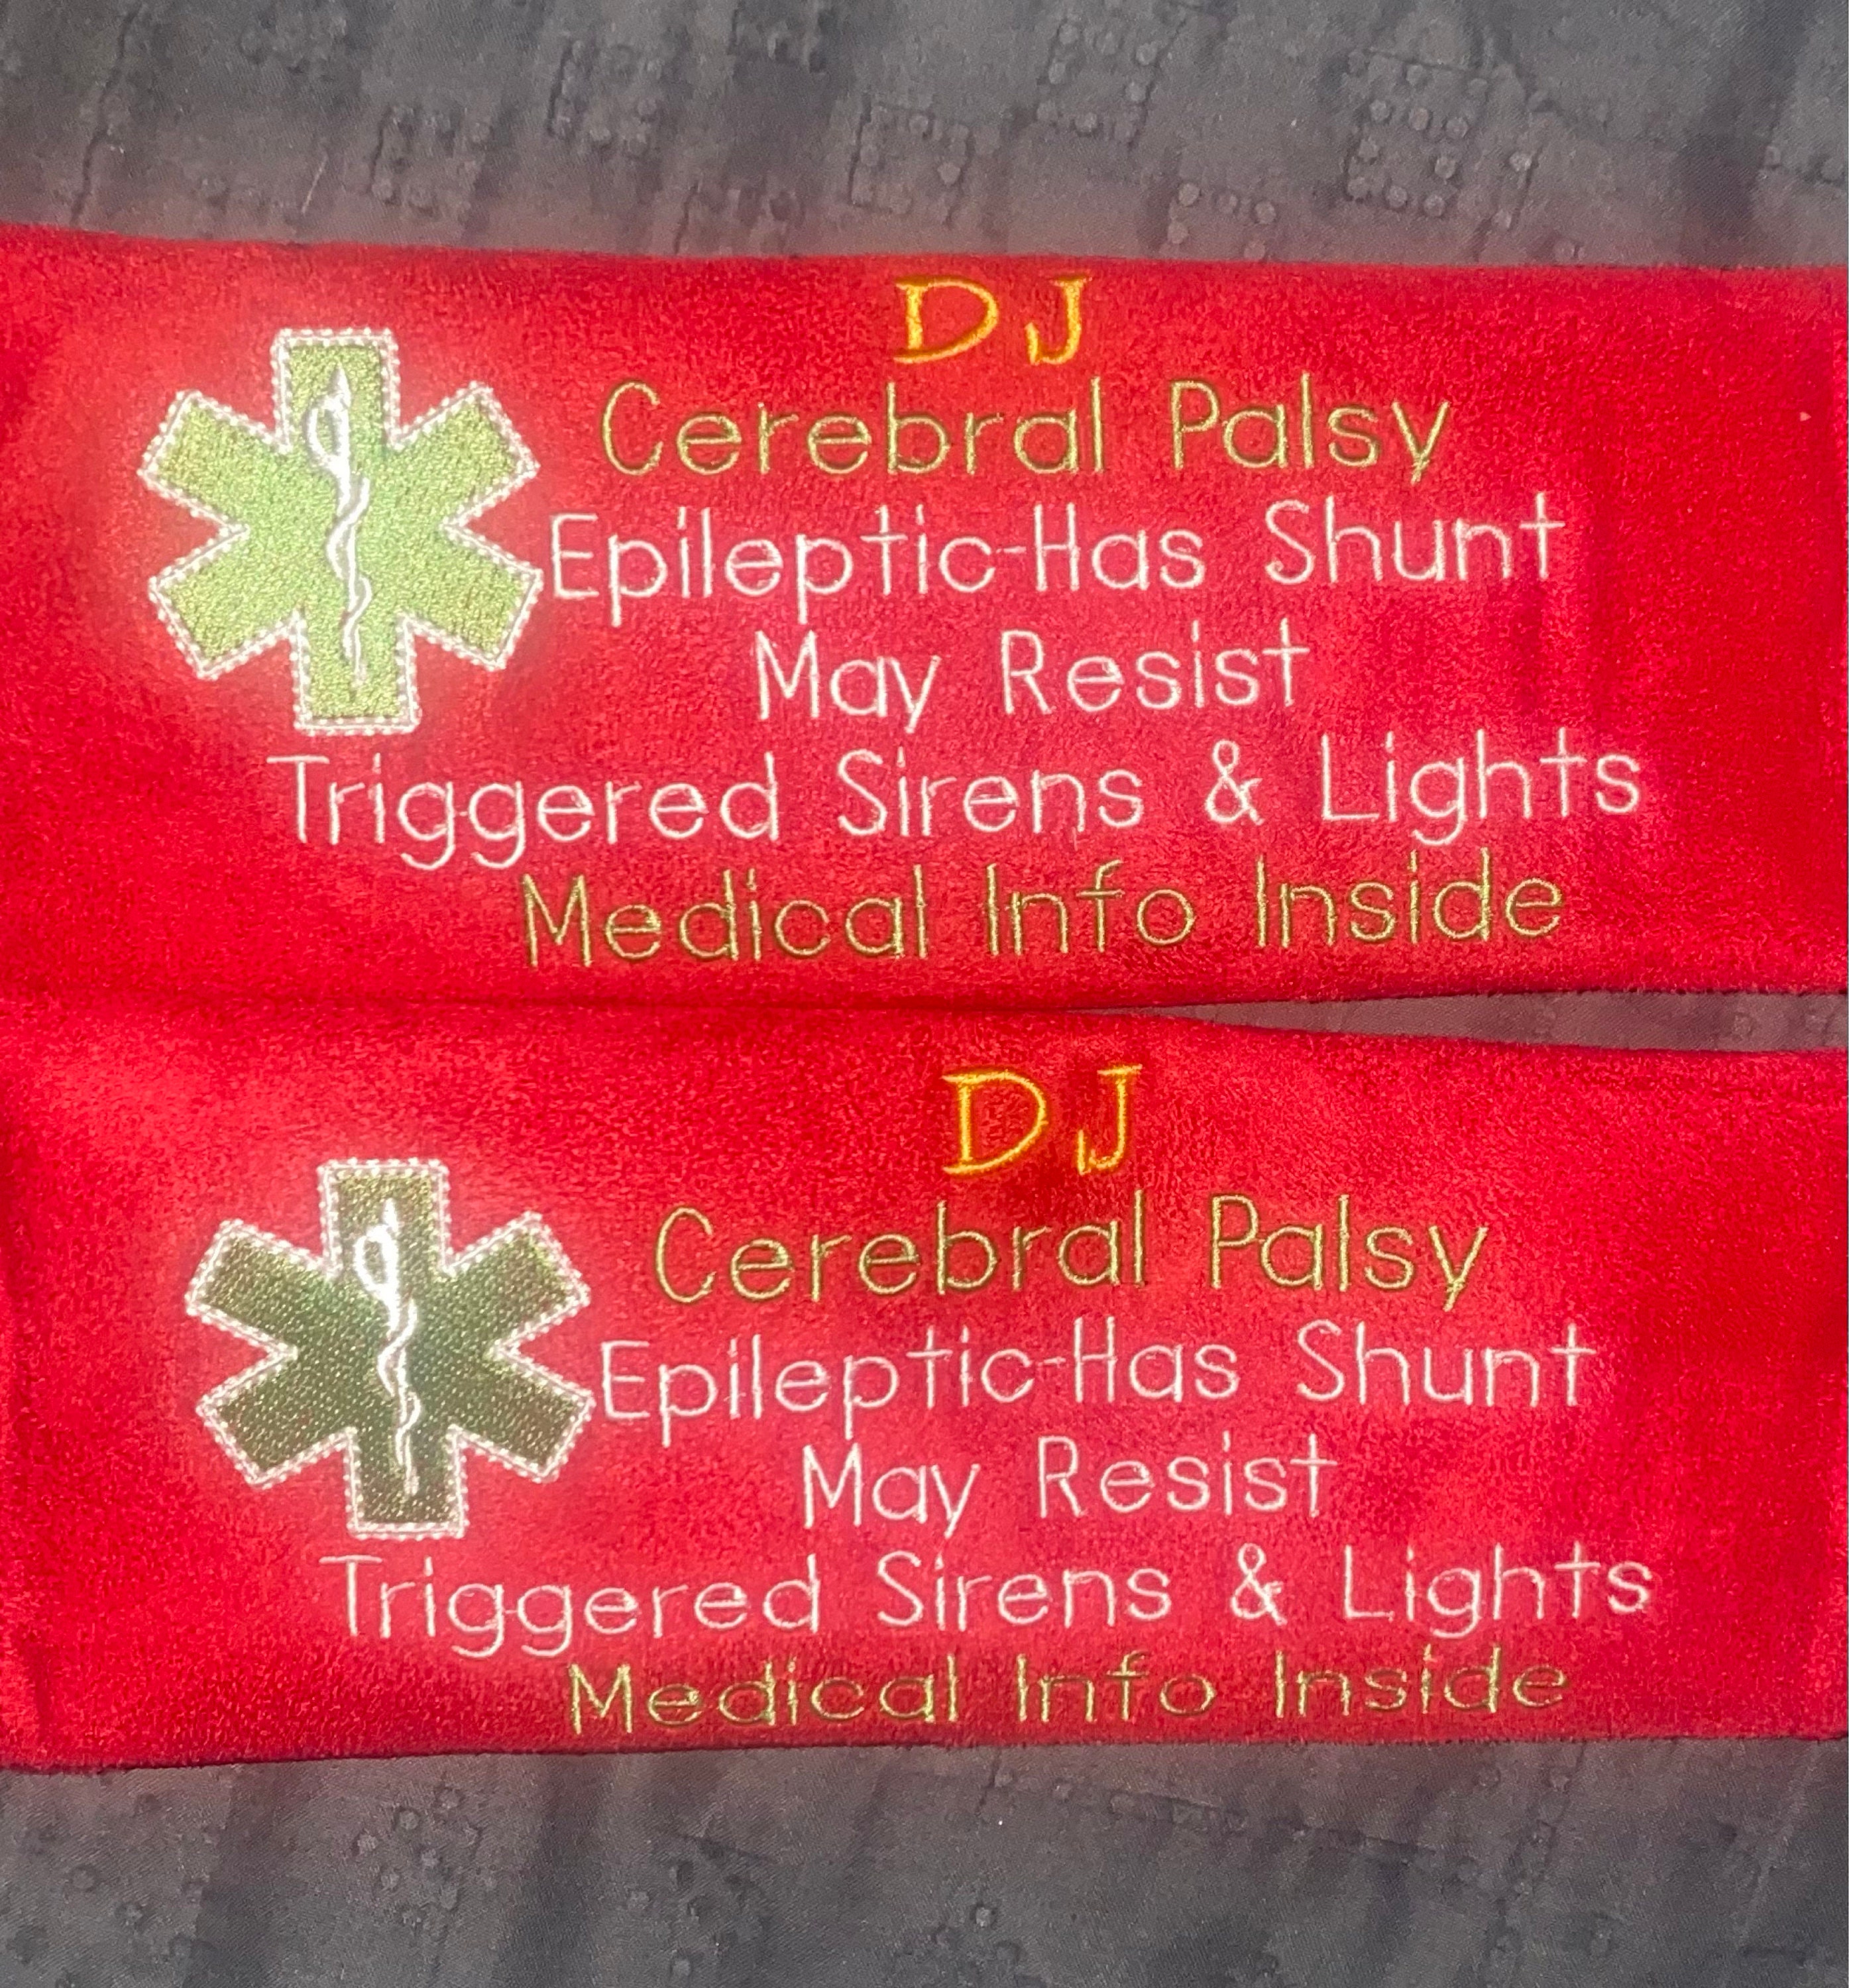 DJ
Cerebral Palsy
Epileptic-Has Shunt
May Resist
Triggered Sirens & Lights
Medical Info Inside
DJ
Cerebral Palsy
Epileptic-Has Shunt
May Resist
Triggered Sirens & Lights
Medical Info Inside